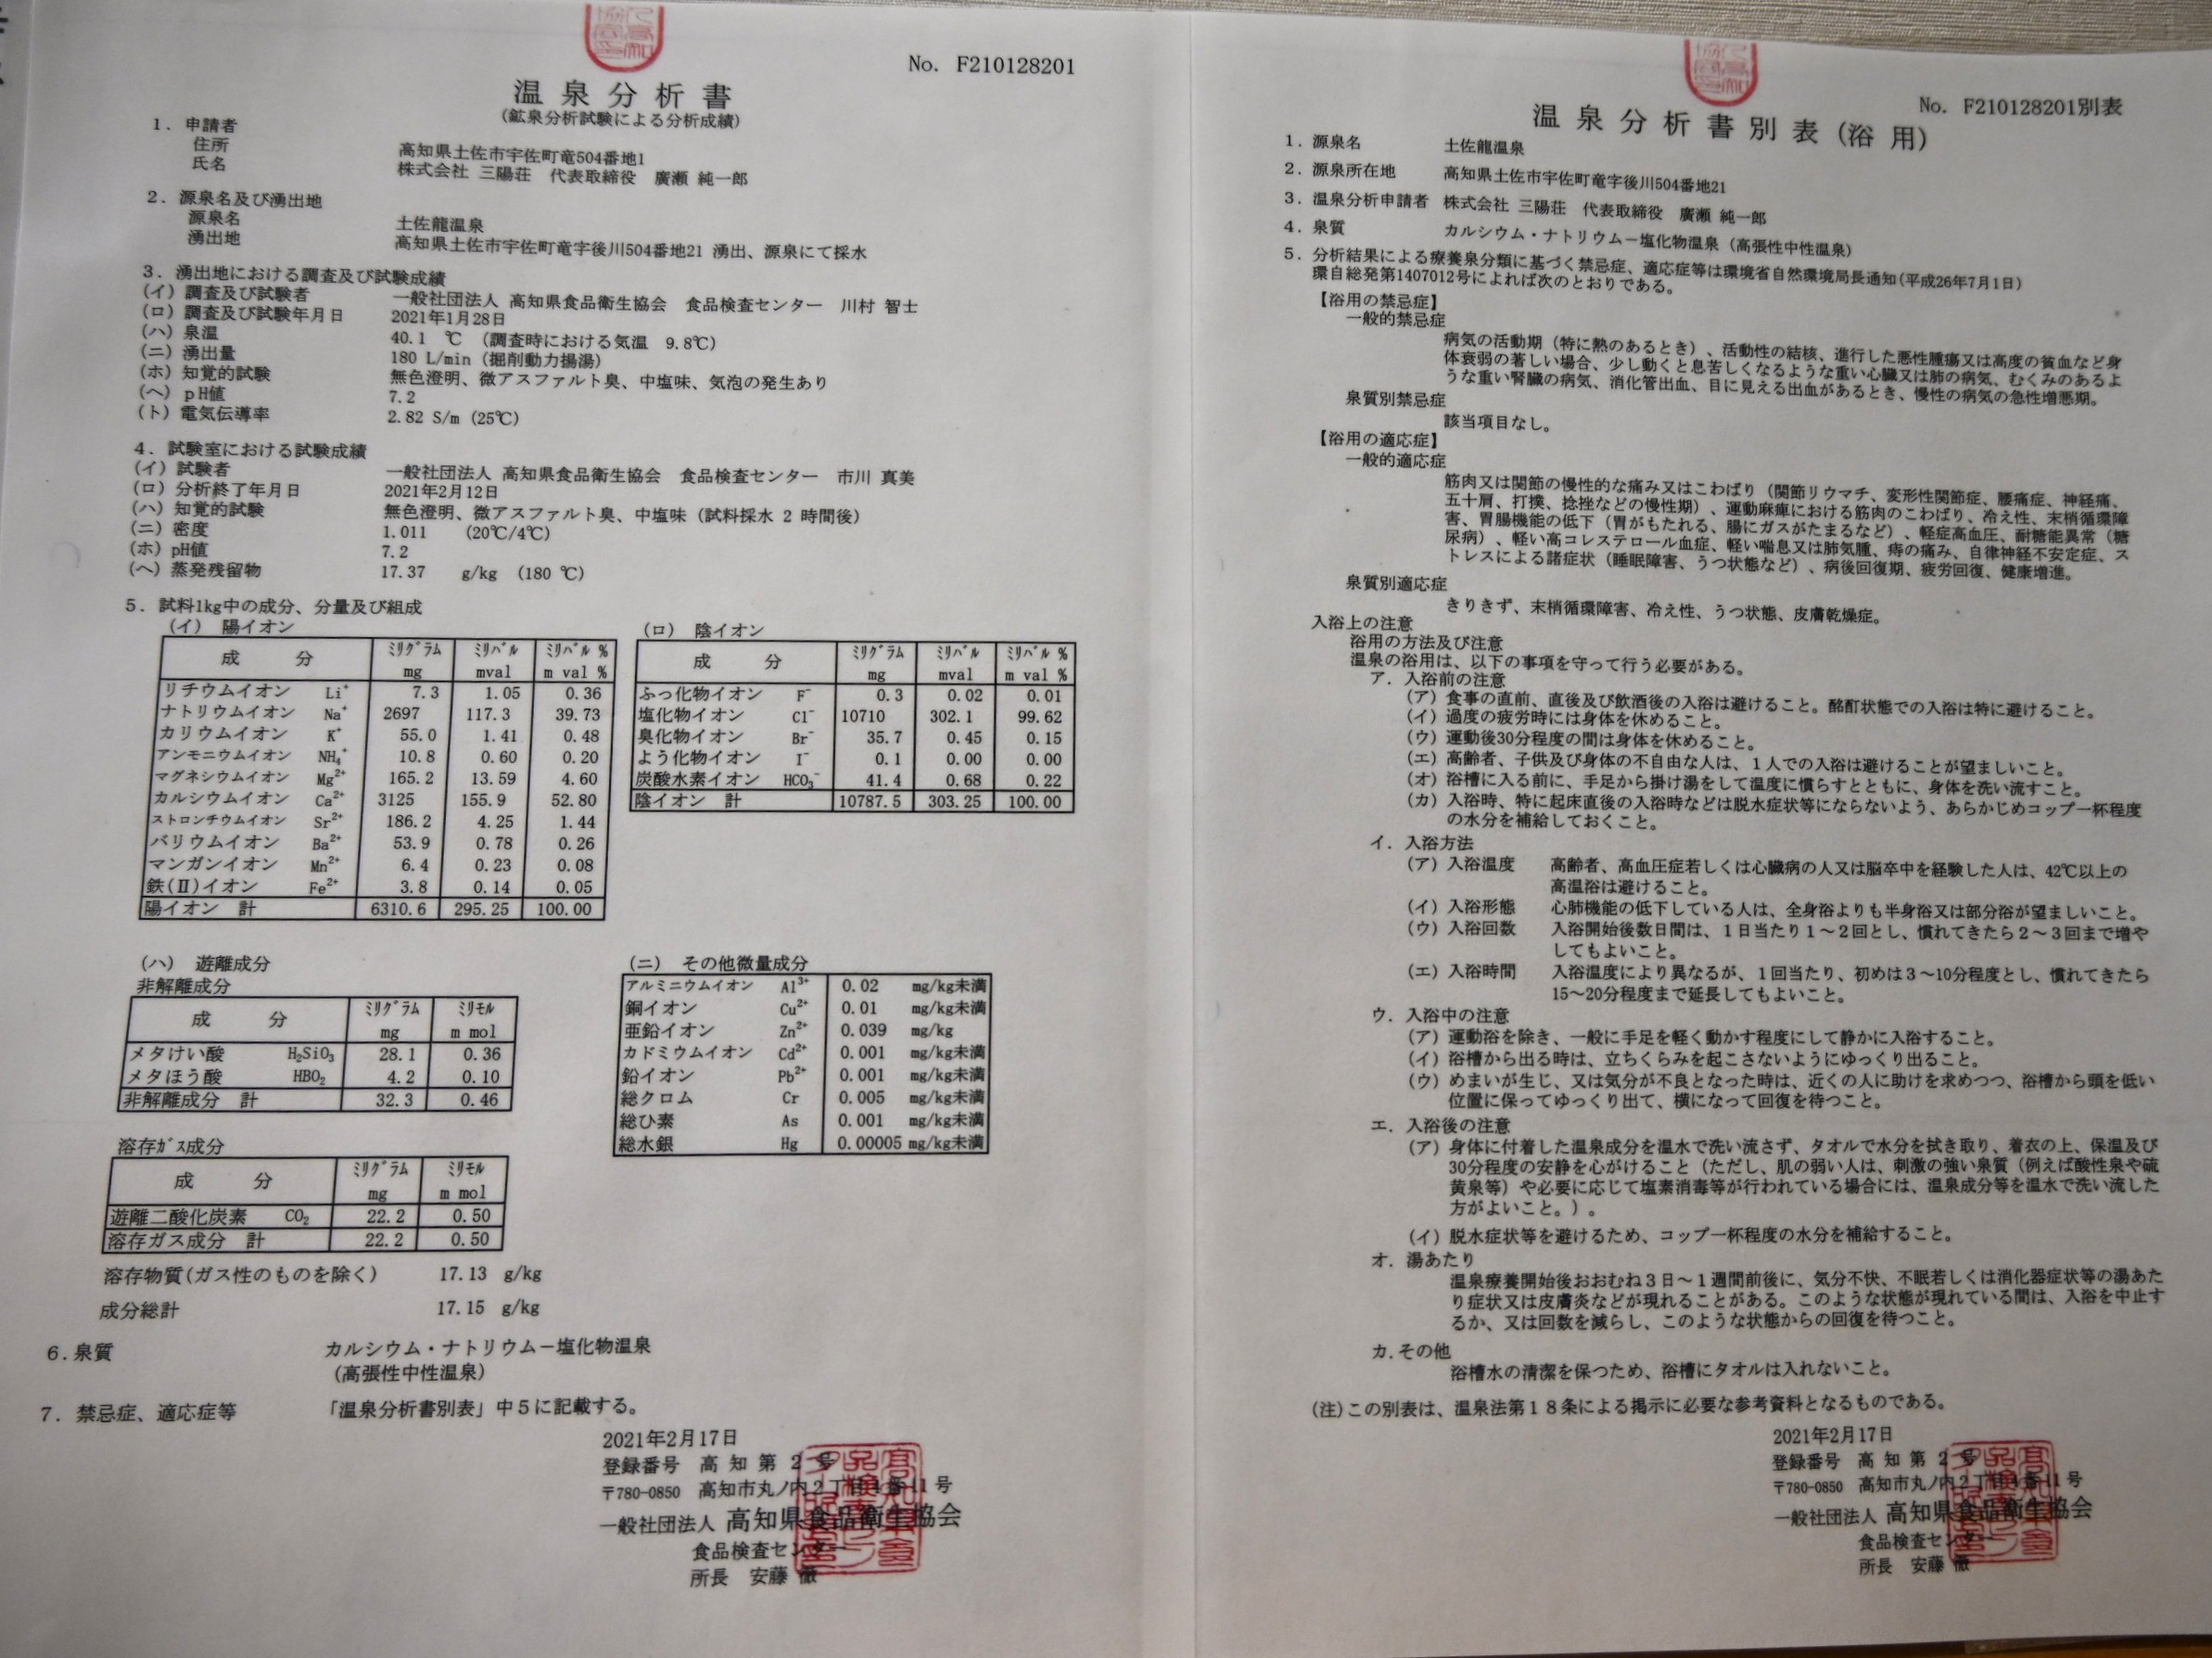 No. F210128201
温泉分析書
(鉱泉分析試験による分析成績)
1. 申請者
住所 高知県土佐市宇佐町竜504番地1
氏名 株式会社 三陽荘 代表取締役 廣瀬 純一郎
2. 源泉名及び湧出地
源泉名 土佐龍温泉
湧出地 高知県土佐市宇佐町竜字後川504番地21 湧出、源泉にて採水
3. 湧出地における調査及び試験成績
(イ) 調査及び試験者 一般社団法人 高知県食品衛生協会 食品検査センター 川村 智士
(ロ) 調査及び試験年月日 2021年1月28日
(ハ) 泉温 40.1 ℃ (調査時における気温 9.8℃)
(ニ) 湧出量 180 L/min (掘削動力揚湯)
(ホ) 知覚的試験 無色澄明、微アスファルト臭、中塩味、気泡の発生あり
(ヘ) pH値 7.2
(ト) 電気伝導率 2.82 S/m (25℃)
4. 試験室における試験成績
(イ) 試験者 一般社団法人 高知県食品衛生協会 食品検査センター 市川 真美
(ロ) 分析終了年月日 2021年2月12日
(ハ) 知覚的試験 無色澄明、微アスファルト臭、中塩味 (試料採水 2 時間後)
(ニ) 密度 1.011 (20℃/4℃)
(ホ) pH値 7.2
(ヘ) 蒸発残留物 17.37 g/kg (180 ℃)
5. 試料1kg中の成分、分量及び組成
(イ) 陽イオン
成分 ミリグラム mg ミリバル mval ミリバル % m val %
リチウムイオン Li⁺ 7.3 1.05 0.36
ナトリウムイオン Na⁺ 2697 117.3 39.73
カリウムイオン K⁺ 55.0 1.41 0.48
アンモニウムイオン NH₄⁺ 10.8 0.60 0.20
マグネシウムイオン Mg²⁺ 165.2 13.59 4.60
カルシウムイオン Ca²⁺ 3125 155.9 52.80
ストロンチウムイオン Sr²⁺ 186.2 4.25 1.44
バリウムイオン Ba²⁺ 53.9 0.78 0.26
マンガンイオン Mn²⁺ 6.4 0.23 0.08
鉄(Ⅱ)イオン Fe²⁺ 3.8 0.14 0.05
陽イオン 計 6310.6 295.25 100.00
(ロ) 陰イオン
成分 ミリグラム mg ミリバル mval ミリバル % m val %
ふっ化物イオン F⁻ 0.3 0.02 0.01
塩化物イオン Cl⁻ 10710 302.1 99.62
臭化物イオン Br⁻ 35.7 0.45 0.15
よう化物イオン I⁻ 0.1 0.00 0.00
炭酸水素イオン HCO₃⁻ 41.4 0.68 0.22
陰イオン 計 10787.5 303.25 100.00
(ハ) 遊離成分
非解離成分
成分 ミリグラム mg ミリモル m mol
メタけい酸 H₂SiO₃ 28.1 0.36
メタほう酸 HBO₂ 4.2 0.10
非解離成分 計 32.3 0.46
溶存ガス成分
成分 ミリグラム mg ミリモル m mol
遊離二酸化炭素 CO₂ 22.2 0.50
溶存ガス成分 計 22.2 0.50
(ニ) その他微量成分
アルミニウムイオン Al³⁺ 0.02 mg/kg未満
銅イオン Cu²⁺ 0.01 mg/kg未満
亜鉛イオン Zn²⁺ 0.039 mg/kg
カドミウムイオン Cd²⁺ 0.001 mg/kg未満
鉛イオン Pb²⁺ 0.001 mg/kg未満
総クロム Cr 0.005 mg/kg未満
総ひ素 As 0.001 mg/kg未満
総水銀 Hg 0.00005 mg/kg未満
溶存物質(ガス性のものを除く) 17.13 g/kg
成分総計 17.15 g/kg
6. 泉質 カルシウム・ナトリウム－塩化物温泉
(高張性中性温泉)
7. 禁忌症、適応症等 「温泉分析書別表」中5に記載する。
2021年2月17日
登録番号 高知第2号
〒780-0850 高知市丸ノ内2丁目4番11号
一般社団法人 高知県食品衛生協会
食品検査センター
所長 安藤 徹
No. F210128201別表
温泉分析書別表(浴用)
1. 源泉名 土佐龍温泉
2. 源泉所在地 高知県土佐市宇佐町竜字後川504番地21
3. 温泉分析申請者 株式会社 三陽荘 代表取締役 廣瀬 純一郎
4. 泉質 カルシウム・ナトリウム－塩化物温泉 (高張性中性温泉)
5. 分析結果による療養泉分類に基づく禁忌症、適応症等は環境省自然環境局長通知(平成26年7月1日)
環自総発第1407012号によれば次のとおりである。
【浴用の禁忌症】
一般的禁忌症
病気の活動期(特に熱のあるとき)、活動性の結核、進行した悪性腫瘍又は高度の貧血など身
体衰弱の著しい場合、少し動くと息苦しくなるような重い心臓又は肺の病気、むくみのあるよ
うな重い腎臓の病気、消化管出血、目に見える出血があるとき、慢性の病気の急性増悪期。
泉質別禁忌症
該当項目なし。
【浴用の適応症】
一般的適応症
筋肉又は関節の慢性的な痛み又はこわばり(関節リウマチ、変形性関節症、腰痛症、神経痛、
五十肩、打撲、捻挫などの慢性期)、運動麻痺における筋肉のこわばり、冷え性、末梢循環障
害、胃腸機能の低下(胃がもたれる、腸にガスがたまるなど)、軽症高血圧、耐糖能異常(糖
尿病)、軽い高コレステロール血症、軽い喘息又は肺気腫、痔の痛み、自律神経不安定症、ス
トレスによる諸症状(睡眠障害、うつ状態など)、病後回復期、疲労回復、健康増進。
泉質別適応症
きりきず、末梢循環障害、冷え性、うつ状態、皮膚乾燥症。
入浴上の注意
浴用の方法及び注意
温泉の浴用は、以下の事項を守って行う必要がある。
ア. 入浴前の注意
(ア) 食事の直前、直後及び飲酒後の入浴は避けること。酩酊状態での入浴は特に避けること。
(イ) 過度の疲労時には身体を休めること。
(ウ) 運動後30分程度の間は身体を休めること。
(エ) 高齢者、子供及び身体の不自由な人は、1人での入浴は避けることが望ましいこと。
(オ) 浴槽に入る前に、手足から掛け湯をして温度に慣らすとともに、身体を洗い流すこと。
(カ) 入浴時、特に起床直後の入浴時などは脱水症状等にならないよう、あらかじめコップ一杯程度
の水分を補給しておくこと。
イ. 入浴方法
(ア) 入浴温度 高齢者、高血圧症若しくは心臓病の人又は脳卒中を経験した人は、42℃以上の
高温浴は避けること。
(イ) 入浴形態 心肺機能の低下している人は、全身浴よりも半身浴又は部分浴が望ましいこと。
(ウ) 入浴回数 入浴開始後数日間は、1日当たり1～2回とし、慣れてきたら2～3回まで増や
してもよいこと。
(エ) 入浴時間 入浴温度により異なるが、1回当たり、初めは3～10分程度とし、慣れてきたら
15～20分程度まで延長してもよいこと。
ウ. 入浴中の注意
(ア) 運動浴を除き、一般に手足を軽く動かす程度にして静かに入浴すること。
(イ) 浴槽から出る時は、立ちくらみを起こさないようにゆっくり出ること。
(ウ) めまいが生じ、又は気分が不良となった時は、近くの人に助けを求めつつ、浴槽から頭を低い
位置に保ってゆっくり出て、横になって回復を待つこと。
エ. 入浴後の注意
(ア) 身体に付着した温泉成分を温水で洗い流さず、タオルで水分を拭き取り、着衣の上、保温及び
30分程度の安静を心がけること(ただし、肌の弱い人は、刺激の強い泉質(例えば酸性泉や硫
黄泉等)や必要に応じて塩素消毒等が行われている場合には、温泉成分等を温水で洗い流した
方がよいこと。)。
(イ) 脱水症状等を避けるため、コップ一杯程度の水分を補給すること。
オ. 湯あたり
温泉療養開始後おおむね3日～1週間前後に、気分不快、不眠若しくは消化器症状等の湯あた
り症状又は皮膚炎などが現れることがある。このような状態が現れている間は、入浴を中止す
るか、又は回数を減らし、このような状態からの回復を待つこと。
カ. その他
浴槽水の清潔を保つため、浴槽にタオルは入れないこと。
(注)この別表は、温泉法第18条による掲示に必要な参考資料となるものである。
2021年2月17日
登録番号 高知第2号
〒780-0850 高知市丸ノ内2丁目4番11号
一般社団法人 高知県食品衛生協会
食品検査センター
所長 安藤 徹